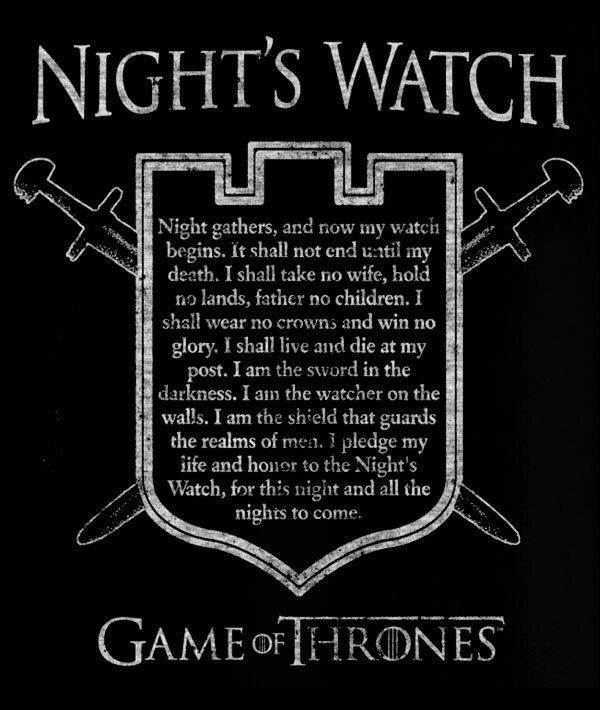 NIGHT'S WATCH
Night gathers, and now my watch
begins. It shall not end until my
death. I shall take no wife, hold
no lands, father no children. I
shall wear no crowns and win no
glory. I shall live and die at my
post. I am the sword in the
darkness. I am the watcher on the
walls. I am the shield that guards
the realms of men. I pledge my
life and honor to the Night's
Watch, for this night and all the
nights to come.
GAME OF THRONES